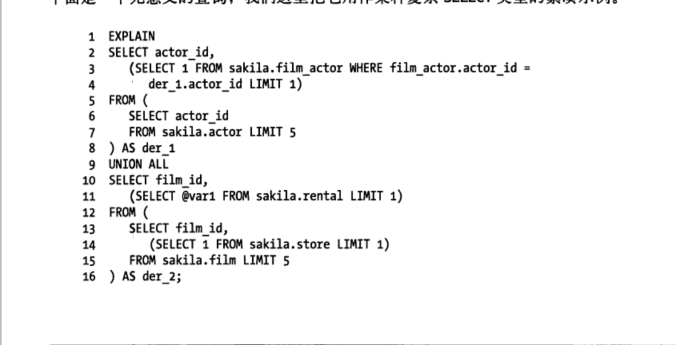 1 EXPLAIN
2 SELECT actor_id,
3 (SELECT 1 FROM sakila.film_actor WHERE film_actor.actor_id =
4 der_1.actor_id LIMIT 1)
5 FROM (
6 SELECT actor_id
7 FROM sakila.actor LIMIT 5
8 ) AS der_1
9 UNION ALL
10 SELECT film_id,
11 (SELECT @var1 FROM sakila.rental LIMIT 1)
12 FROM (
13 SELECT film_id,
14 (SELECT 1 FROM sakila.store LIMIT 1)
15 FROM sakila.film LIMIT 5
16 ) AS der_2;